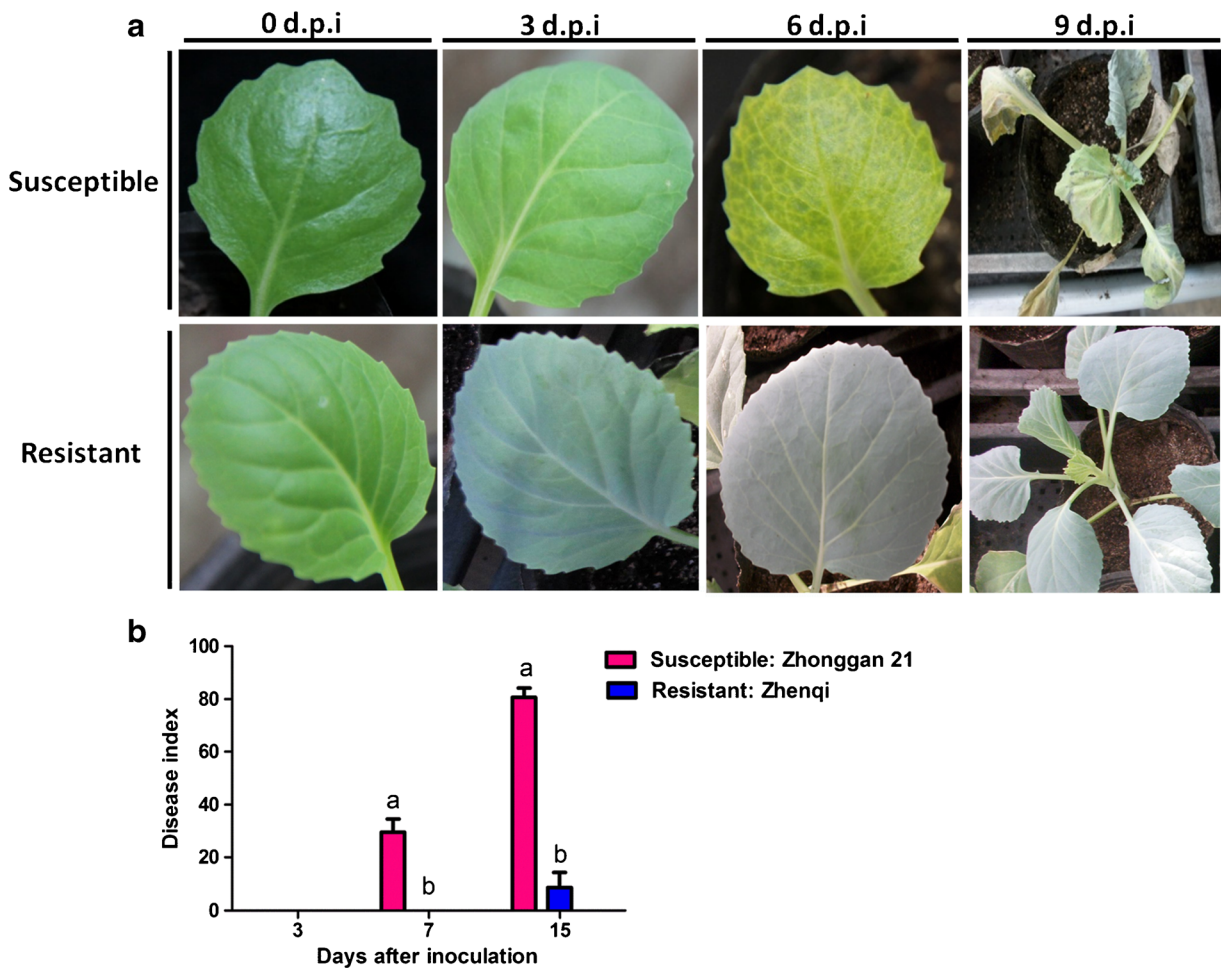 a
0 d.p.i 3 d.p.i 6 d.p.i 9 d.p.i
Susceptible
Resistant
b
Disease index
100
80
60
40
20
0
a
b
a
b
3 7 15
Days after inoculation
Susceptible: Zhonggan 21
Resistant: Zhenqi